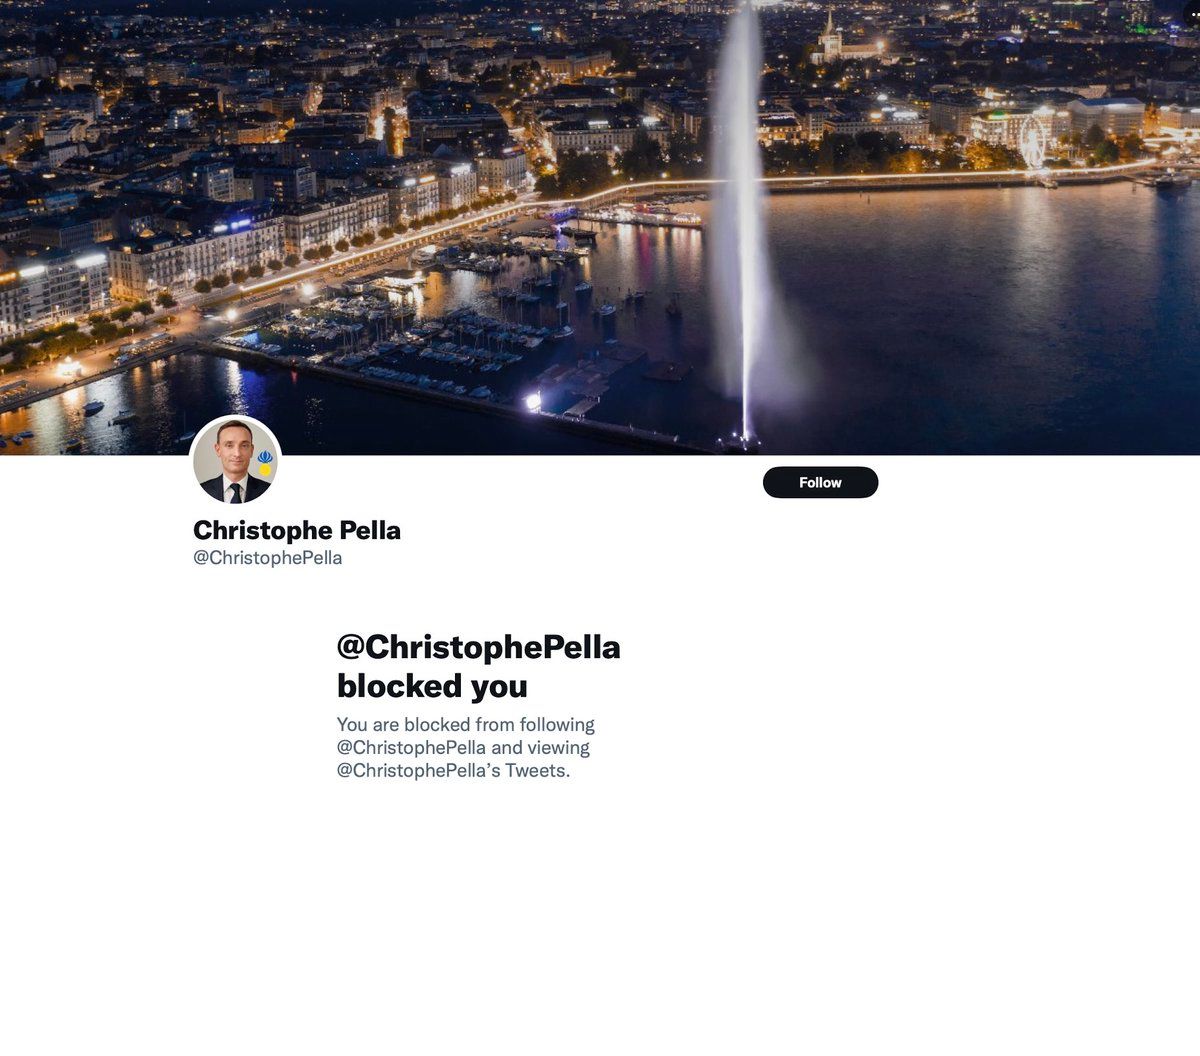 Follow
Christophe Pella
@ChristophePella
@ChristophePella
blocked you
You are blocked from following
@ChristophePella and viewing
@ChristophePella’s Tweets.